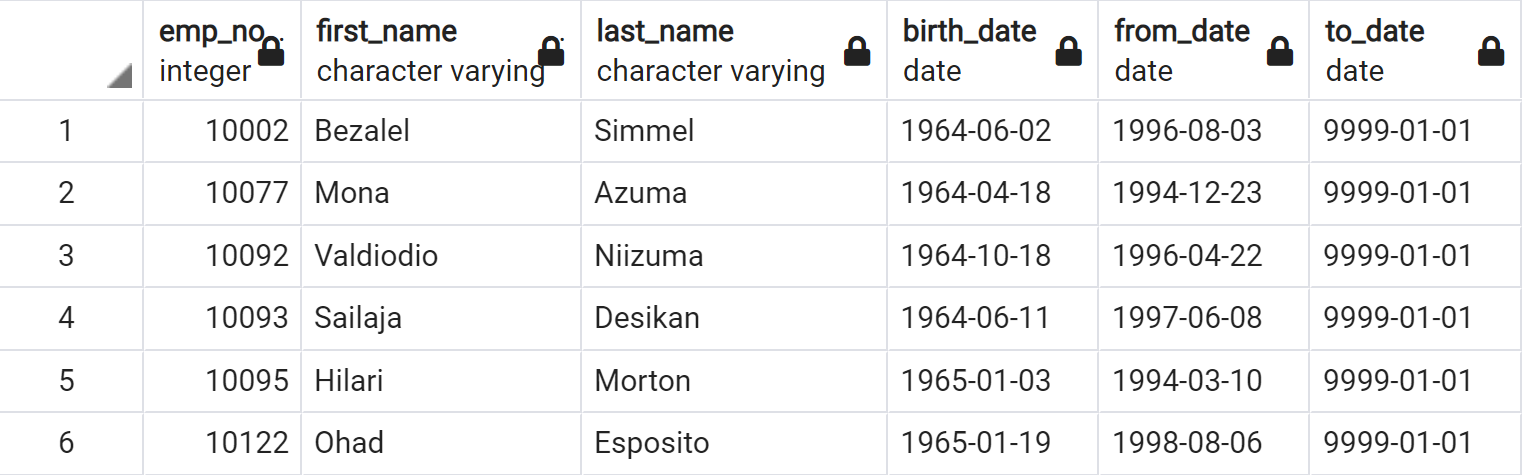 emp_no first_name last_name birth_date from_date to_date
integer character varying character varying date date date
1 10002 Bezalel Simmel 1964-06-02 1996-08-03 9999-01-01
2 10077 Mona Azuma 1964-04-18 1994-12-23 9999-01-01
3 10092 Valdiodio Niizuma 1964-10-18 1996-04-22 9999-01-01
4 10093 Sailaja Desikan 1964-06-11 1997-06-08 9999-01-01
5 10095 Hilari Morton 1965-01-03 1994-03-10 9999-01-01
6 10122 Ohad Esposito 1965-01-19 1998-08-06 9999-01-01